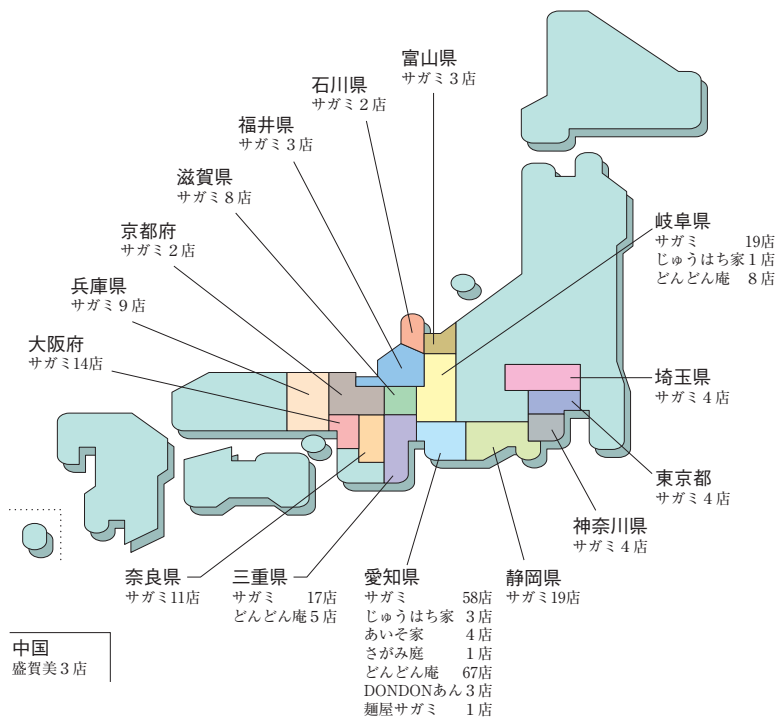 富山県
サガミ3店
石川県
サガミ2店
福井県
サガミ3店
滋賀県
サガミ8店
京都府
サガミ2店
兵庫県
サガミ9店
大阪府
サガミ14店
岐阜県
サガミ 19店
じゅうはち家1店
どんどん庵 8店
埼玉県
サガミ4店
東京都
サガミ4店
神奈川県
サガミ4店
奈良県
サガミ11店
三重県
サガミ 17店
どんどん庵5店
愛知県
サガミ 58店
じゅうはち家 3店
あいそ家 4店
さがみ庭 1店
どんどん庵 67店
DONDONあん3店
麺屋サガミ 1店
静岡県
サガミ19店
中国
盛賀美3店